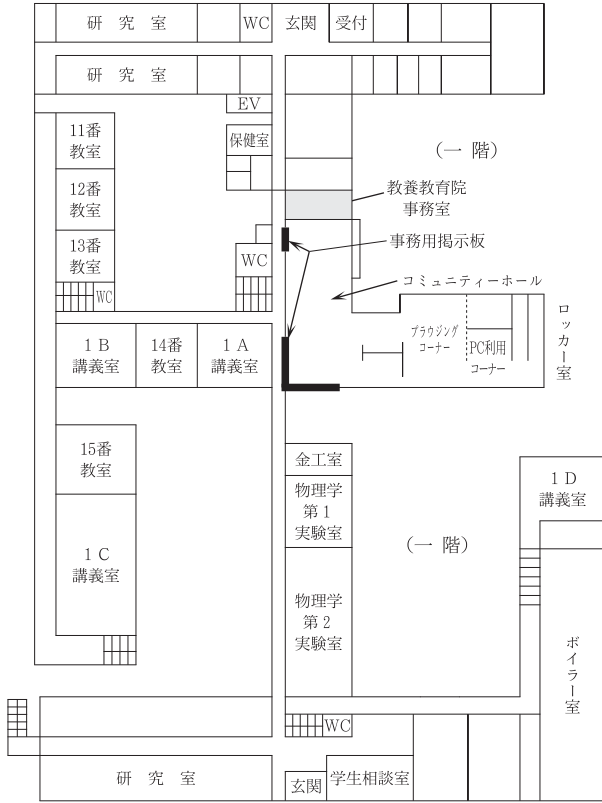 研究室
WC
玄関
受付
研究室
EV
保健室
(一階)
11番
教室
12番
教室
13番
教室
WC
WC
教養教育院
事務室
事務用掲示板
コミュニティーホール
ブラウジング
コーナー
PC利用
コーナー
ロッカー室
1B
講義室
14番
教室
1A
講義室
15番
教室
1C
講義室
金工室
物理学
第1
実験室
物理学
第2
実験室
(一階)
1D
講義室
ボイラー室
WC
研究室
玄関
学生相談室